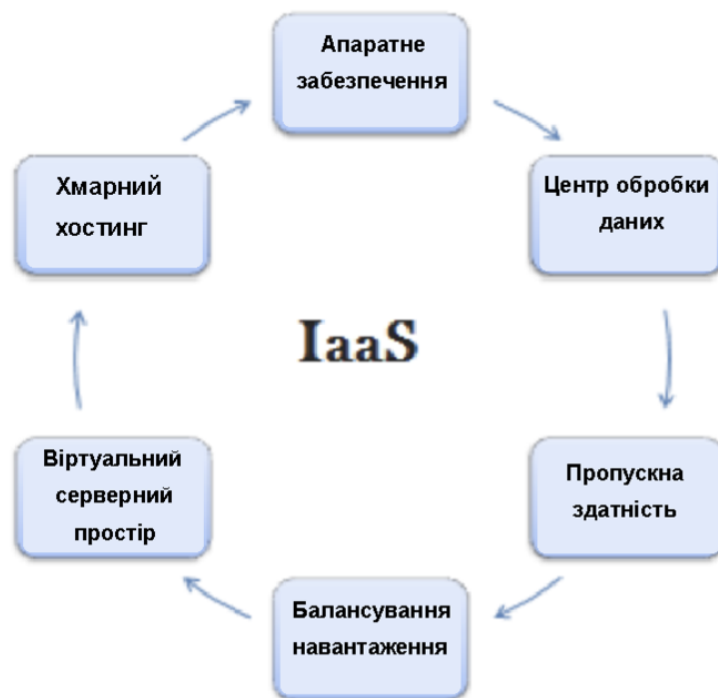 Апаратне
забезпечення
Центр обробки
даних
Пропускна
здатність
Балансування
навантаження
Віртуальний
серверний
простір
Хмарний
хостинг
IaaS